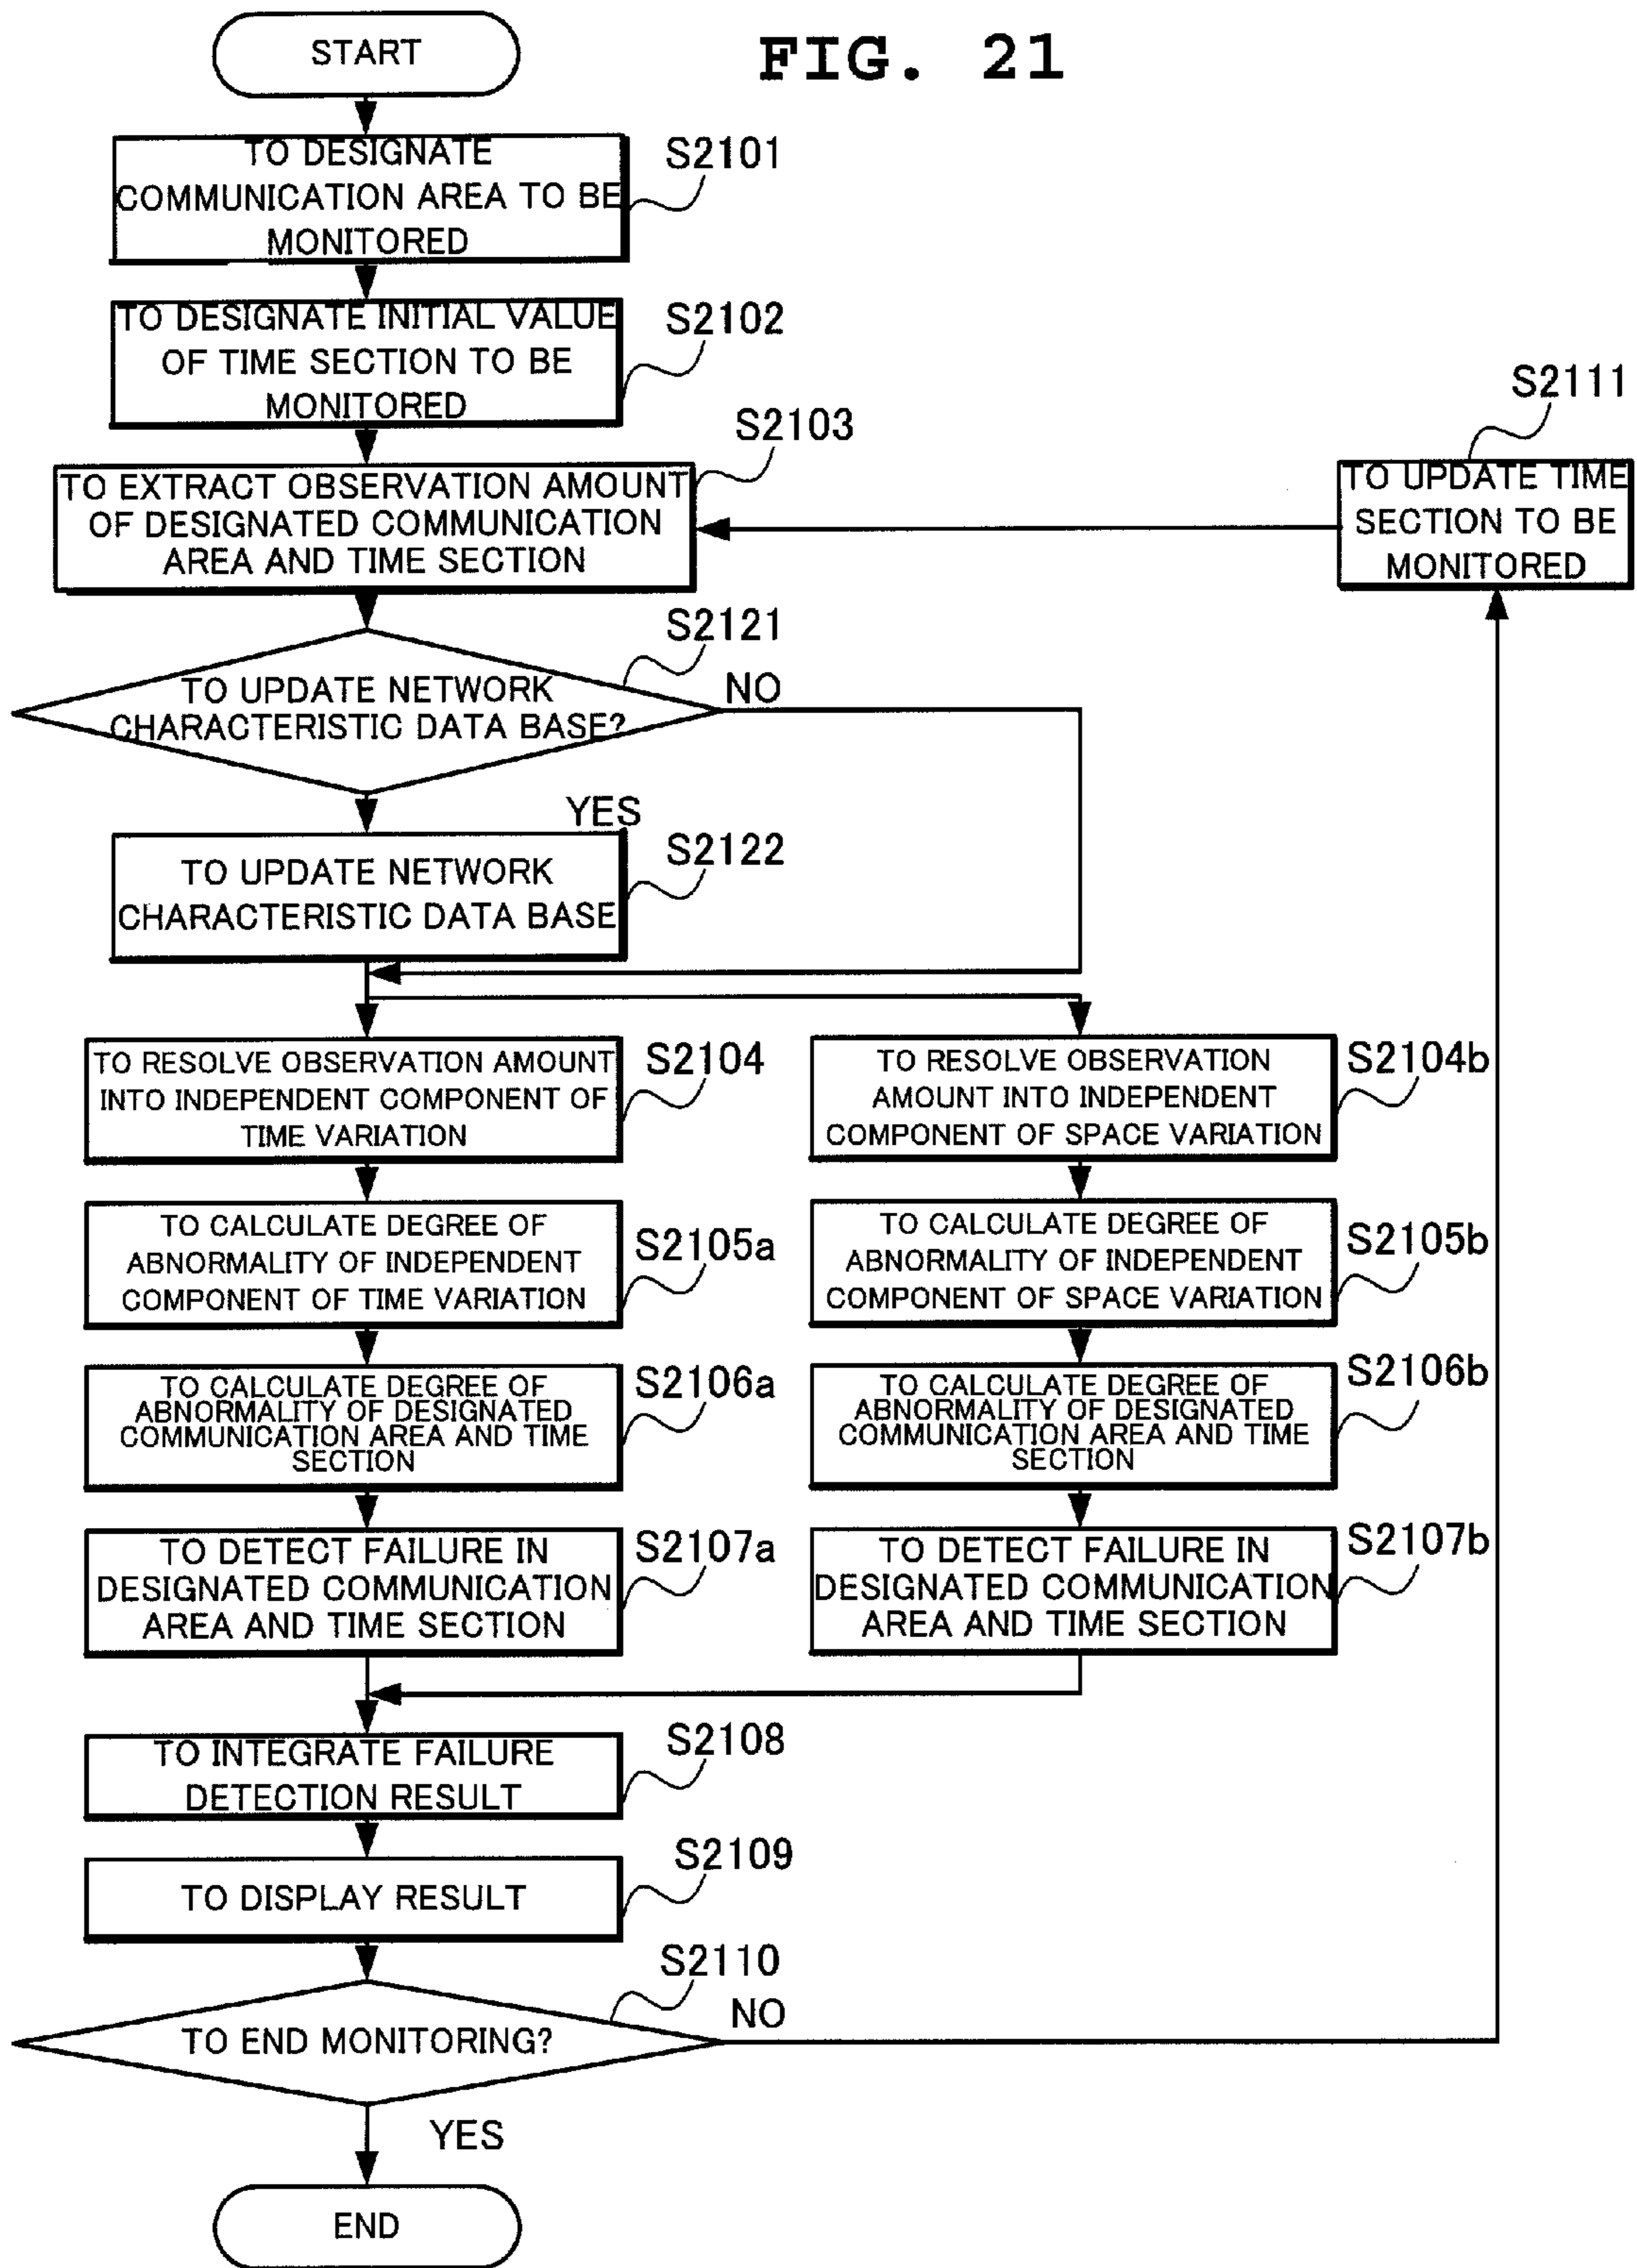 FIG. 21
START
TO DESIGNATE
COMMUNICATION AREA TO BE
MONITORED
S2101
TO DESIGNATE INITIAL VALUE
OF TIME SECTION TO BE
MONITORED
S2102
TO EXTRACT OBSERVATION AMOUNT
OF DESIGNATED COMMUNICATION
AREA AND TIME SECTION
S2103
S2111
TO UPDATE TIME
SECTION TO BE
MONITORED
S2121
TO UPDATE NETWORK
CHARACTERISTIC DATA BASE?
NO
YES
TO UPDATE NETWORK
CHARACTERISTIC DATA BASE
S2122
TO RESOLVE OBSERVATION AMOUNT
INTO INDEPENDENT COMPONENT OF
TIME VARIATION
S2104
TO RESOLVE OBSERVATION
AMOUNT INTO INDEPENDENT
COMPONENT OF SPACE VARIATION
S2104b
TO CALCULATE DEGREE OF
ABNORMALITY OF INDEPENDENT
COMPONENT OF TIME VARIATION
S2105a
TO CALCULATE DEGREE OF
ABNORMALITY OF INDEPENDENT
COMPONENT OF SPACE VARIATION
S2105b
TO CALCULATE DEGREE OF
ABNORMALITY OF DESIGNATED
COMMUNICATION AREA AND TIME
SECTION
S2106a
TO CALCULATE DEGREE OF
ABNORMALITY OF DESIGNATED
COMMUNICATION AREA AND TIME
SECTION
S2106b
TO DETECT FAILURE IN
DESIGNATED COMMUNICATION
AREA AND TIME SECTION
S2107a
TO DETECT FAILURE IN
DESIGNATED COMMUNICATION
AREA AND TIME SECTION
S2107b
TO INTEGRATE FAILURE
DETECTION RESULT
S2108
TO DISPLAY RESULT
S2109
TO END MONITORING?
S2110
NO
YES
END